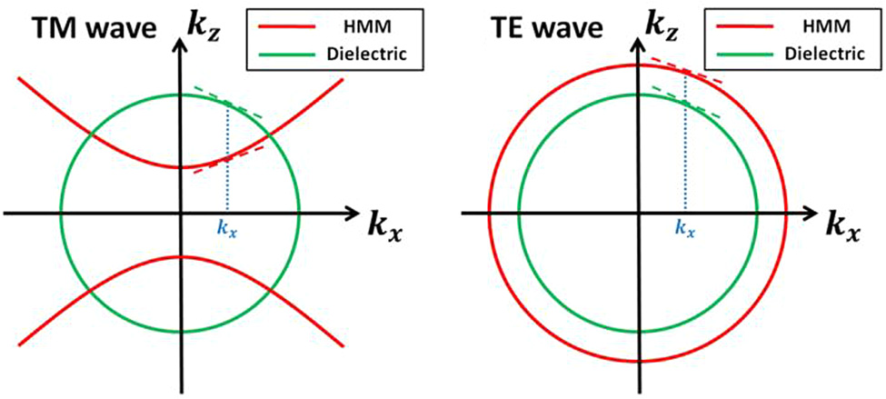 TM wave
k_z
HMM
Dielectric
k_x
k_x
TE wave
k_z
HMM
Dielectric
k_x
k_x